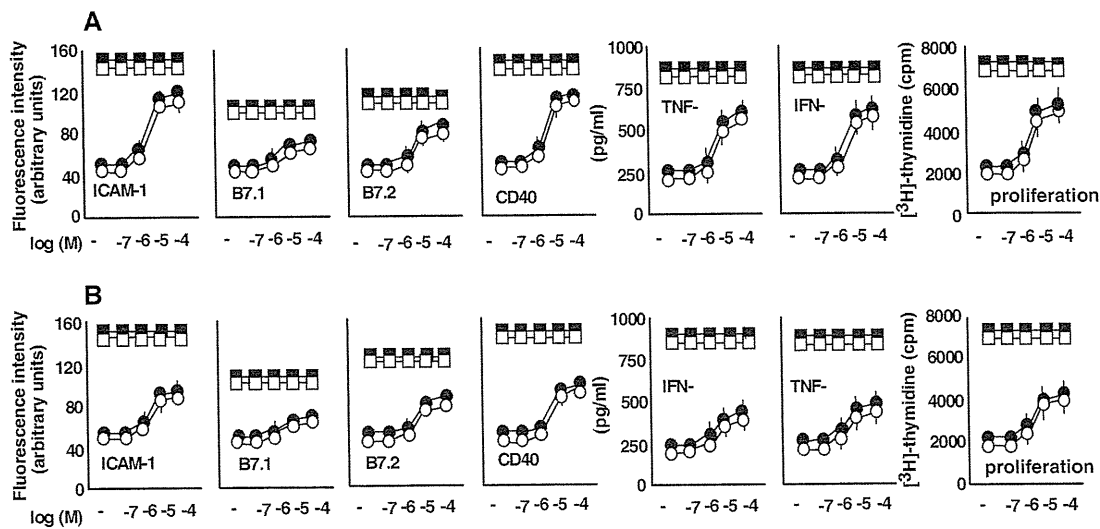 A
Fluorescence intensity
(arbitrary units)
160
120
80
40
0
ICAM-1
B7.1
B7.2
CD40
(pg/ml)
1000
750
500
250
0
TNF-
IFN-
[³H]-thymidine (cpm)
8000
6000
4000
2000
0
proliferation
log (M)
- -7 -6 -5 -4
- -7 -6 -5 -4
- -7 -6 -5 -4
- -7 -6 -5 -4
- -7 -6 -5 -4
- -7 -6 -5 -4
- -7 -6 -5 -4
B
Fluorescence intensity
(arbitrary units)
160
120
80
40
0
ICAM-1
B7.1
B7.2
CD40
(pg/ml)
1000
750
500
250
0
IFN-
TNF-
[³H]-thymidine (cpm)
8000
6000
4000
2000
0
proliferation
log (M)
- -7 -6 -5 -4
- -7 -6 -5 -4
- -7 -6 -5 -4
- -7 -6 -5 -4
- -7 -6 -5 -4
- -7 -6 -5 -4
- -7 -6 -5 -4